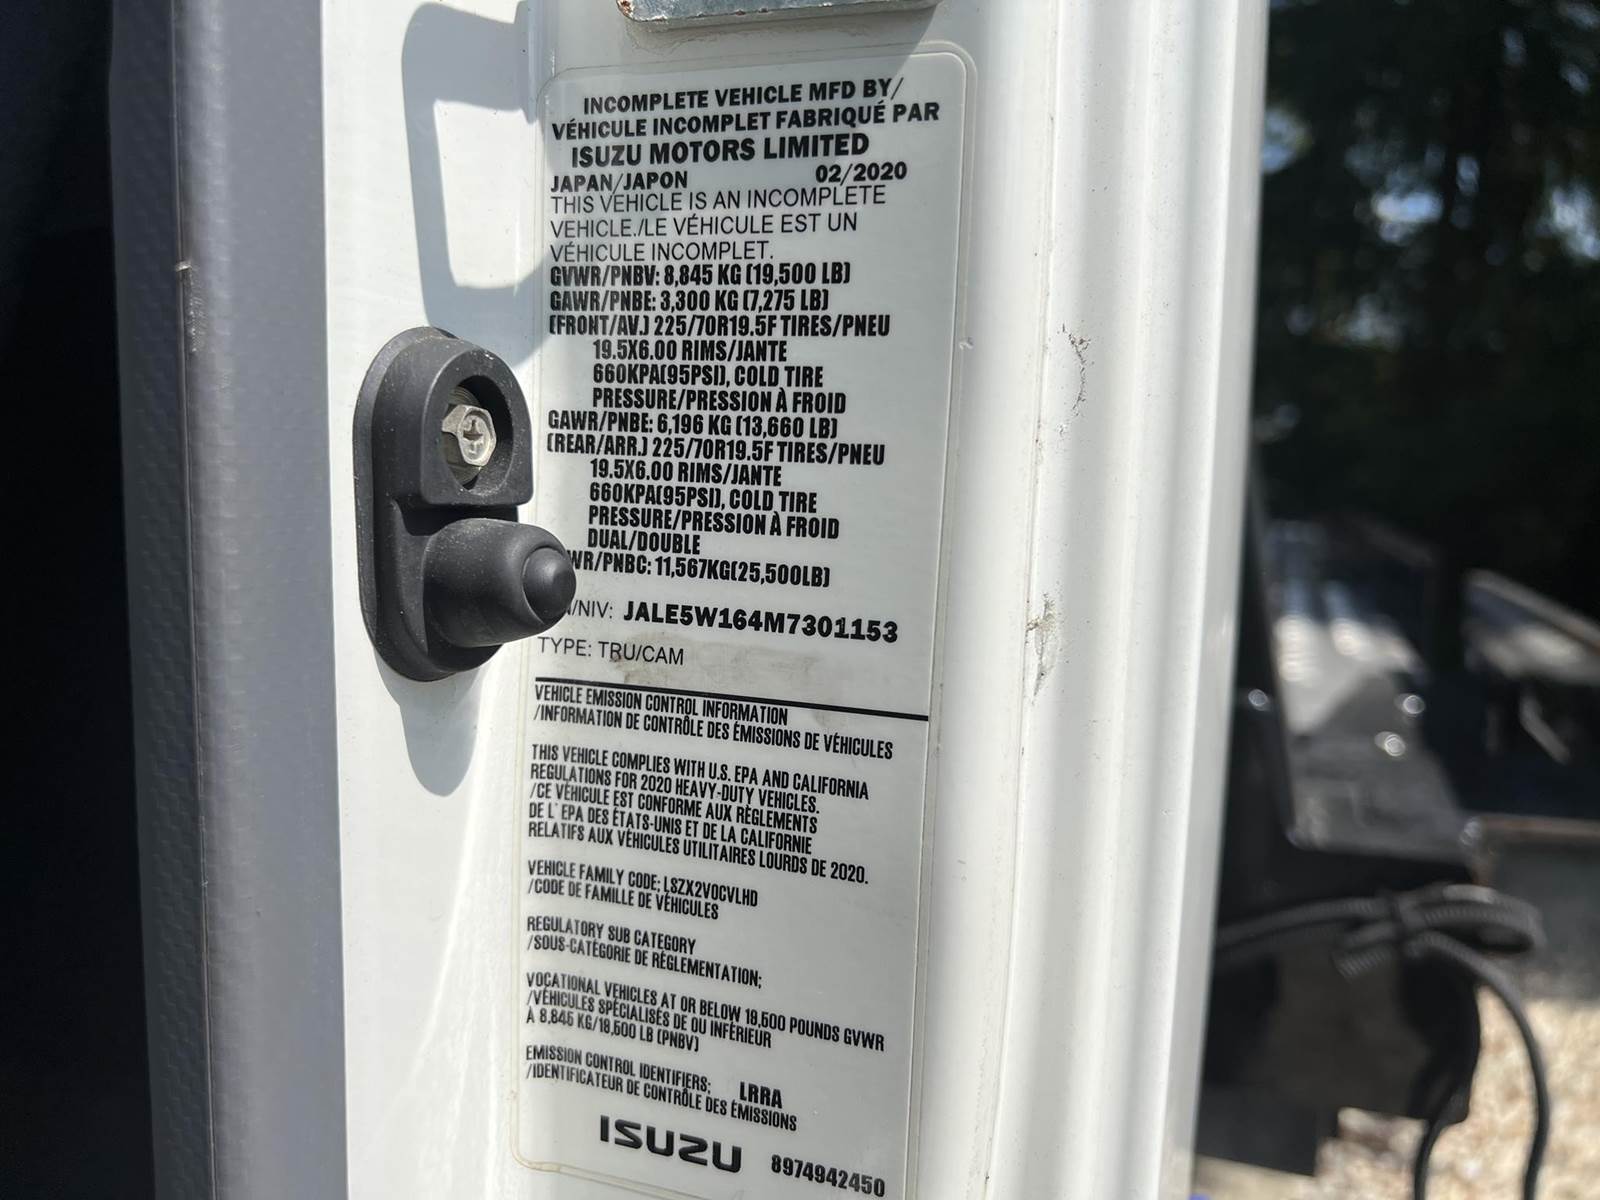 INCOMPLETE VEHICLE MFD BY/
VÉHICULE INCOMPLET FABRIQUÉ PAR
ISUZU MOTORS LIMITED
JAPAN/JAPON 02/2020
THIS VEHICLE IS AN INCOMPLETE
VEHICLE./LE VÉHICULE EST UN
VÉHICULE INCOMPLET.
GVWR/PNBV: 8,845 KG (19,500 LB)
GAWR/PNBE: 3,300 KG (7,275 LB)
(FRONT/AV.) 225/70R19.5F TIRES/PNEU
19.5X6.00 RIMS/JANTE
660KPA(95PSI), COLD TIRE
PRESSURE/PRESSION À FROID
GAWR/PNBE: 6,196 KG (13,660 LB)
(REAR/ARR.) 225/70R19.5F TIRES/PNEU
19.5X6.00 RIMS/JANTE
660KPA(95PSI), COLD TIRE
PRESSURE/PRESSION À FROID
DUAL/DOUBLE
WR/PNBC: 11,567KG(25,500LB)
/NIV: JALE5W164M7301153
TYPE: TRU/CAM
VEHICLE EMISSION CONTROL INFORMATION
/INFORMATION DE CONTRÔLE DES ÉMISSIONS DE VÉHICULES
THIS VEHICLE COMPLIES WITH U.S. EPA AND CALIFORNIA
REGULATIONS FOR 2020 HEAVY-DUTY VEHICLES.
/CE VÉHICULE EST CONFORME AUX RÈGLEMENTS
DE L'EPA DES ÉTATS-UNIS ET DE LA CALIFORNIE
RELATIFS AUX VÉHICULES UTILITAIRES LOURDS DE 2020.
VEHICLE FAMILY CODE: LSZX2VOCVLHD
/CODE DE FAMILLE DE VÉHICULES
REGULATORY SUB CATEGORY
/SOUS-CATÉGORIE DE RÈGLEMENTATION;
VOCATIONAL VEHICLES AT OR BELOW 19,500 POUNDS GVWR
/VÉHICULES SPÉCIALISÉS DE OU INFÉRIEUR
À 8,845 KG/19,500 LB (PNBV)
EMISSION CONTROL IDENTIFIERS: LRRA
/IDENTIFICATEUR DE CONTRÔLE DES ÉMISSIONS
ISUZU 8974942450